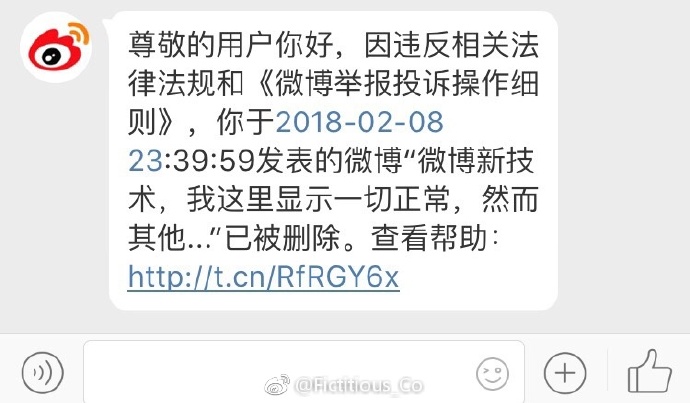 尊敬的用户你好，因违反相关法
律法规和《微博举报投诉操作细
则》，你于2018-02-08
23:39:59发表的微博“微博新技
术，我这里显示一切正常，然而
其他...”已被删除。查看帮助：
http://t.cn/RfRGY6x
@Fictitious_Co